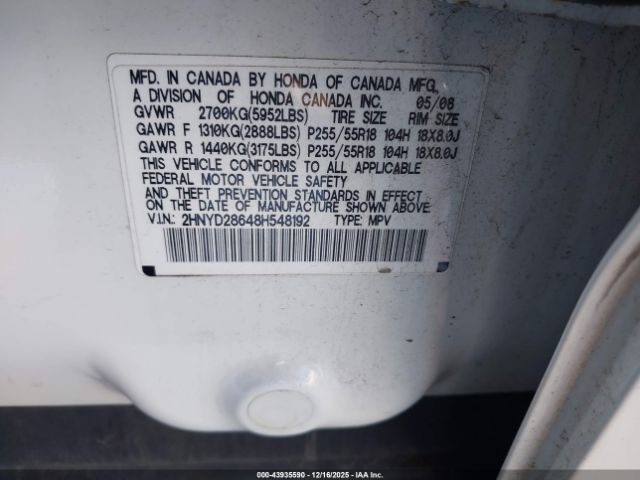 MFD. IN CANADA BY HONDA OF CANADA MFG.,
A DIVISION OF HONDA CANADA INC. 05/08
GVWR 2700KG(5952LBS) TIRE SIZE RIM SIZE
GAWR F 1310KG(2888LBS) P255/55R18 104H 18X8.0J
GAWR R 1440KG(3175LBS) P255/55R18 104H 18X8.0J
THIS VEHICLE CONFORMS TO ALL APPLICABLE
FEDERAL MOTOR VEHICLE SAFETY
AND THEFT PREVENTION STANDARDS IN EFFECT
ON THE DATE OF MANUFACTURE SHOWN ABOVE.
V.I.N.: 2HNYD28648H548192 TYPE: MPV
000-43935590 - 12/16/2025 - IAA Inc.